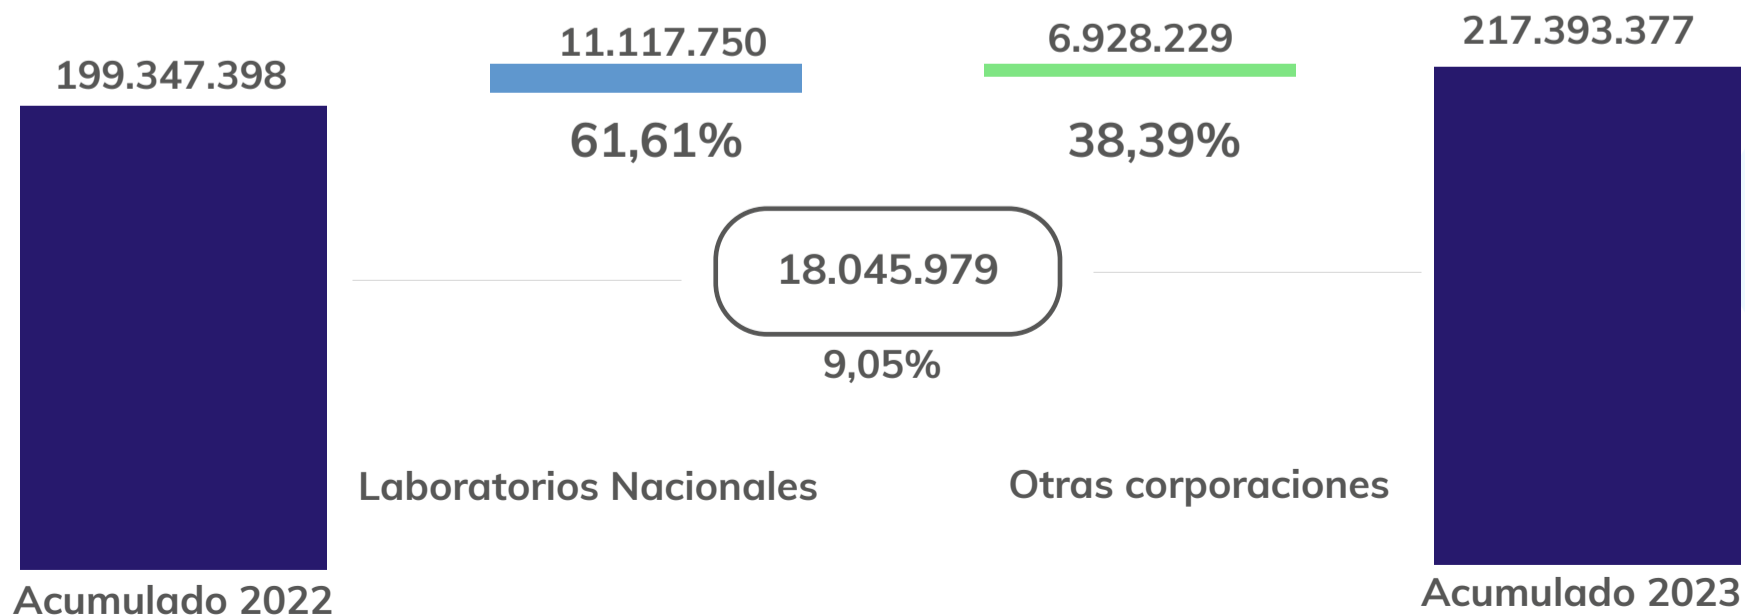 199.347.398
11.117.750
6.928.229
217.393.377
61,61%
38,39%
18.045.979
9,05%
Laboratorios Nacionales
Otras corporaciones
Acumulado 2022
Acumulado 2023